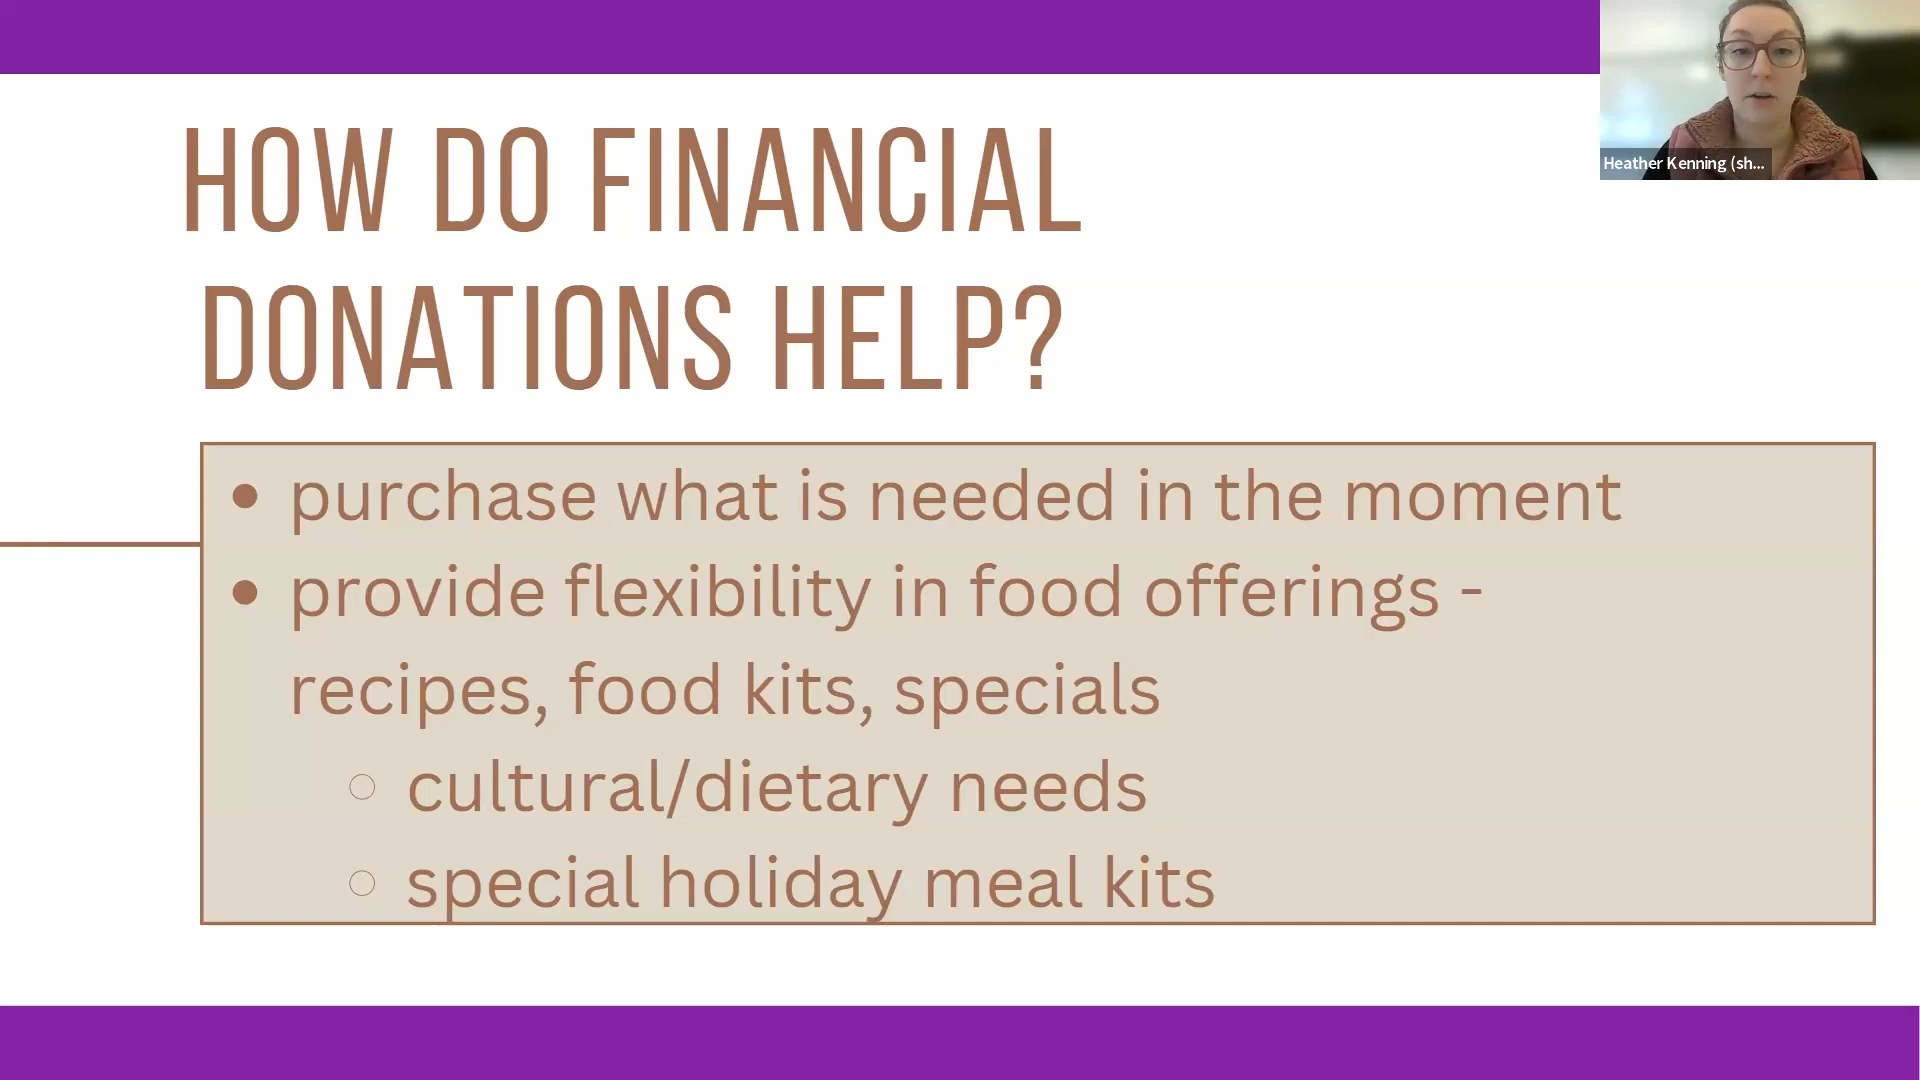 HOW DO FINANCIAL
DONATIONS HELP?
• purchase what is needed in the moment
• provide flexibility in food offerings -
recipes, food kits, specials
○ cultural/dietary needs
○ special holiday meal kits
Heather Kenning (sh...